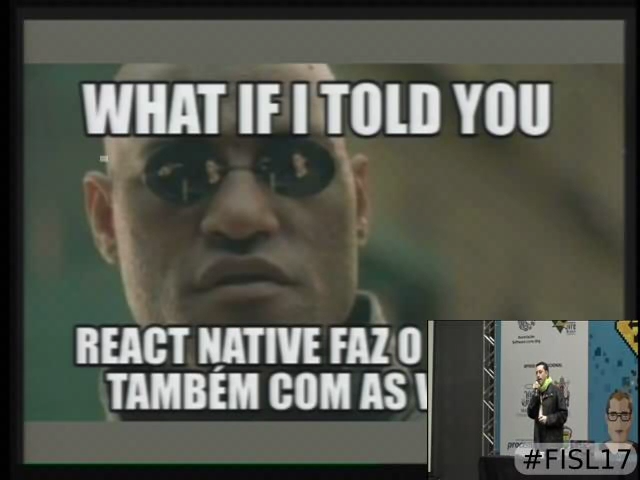 WHAT IF I TOLD YOU
REACT NATIVE FAZ O
TAMBÉM COM AS
#FISL17